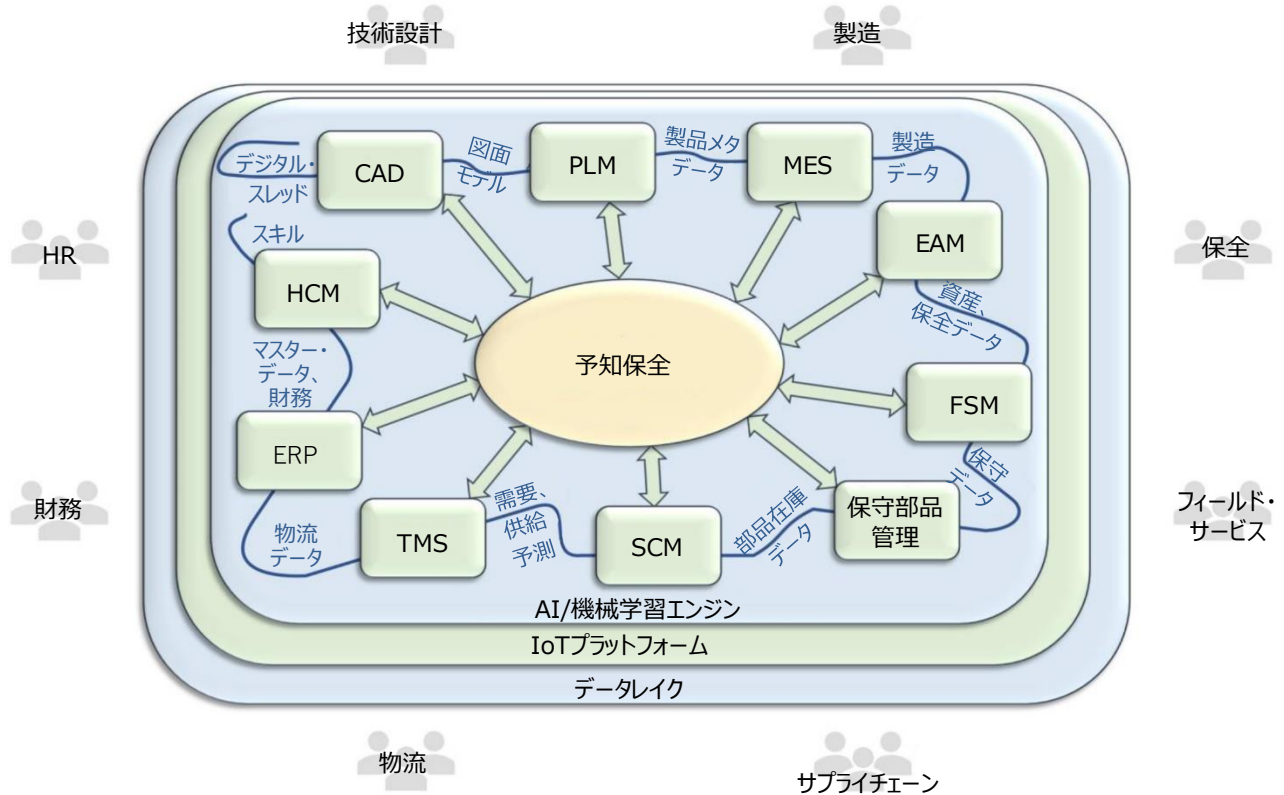 技術設計
製造
デジタル・
スレッド
CAD
図面
モデル
PLM
製品メタ
データ
MES
製造
データ
HR
スキル
HCM
EAM
保全
資産、
保全データ
マスター・
データ、
財務
予知保全
FSM
ERP
保守
データ
財務
物流
データ
TMS
需要、
供給
予測
SCM
部品在庫
データ
保守部品
管理
フィールド・
サービス
AI/機械学習エンジン
IoTプラットフォーム
データレイク
物流
サプライチェーン